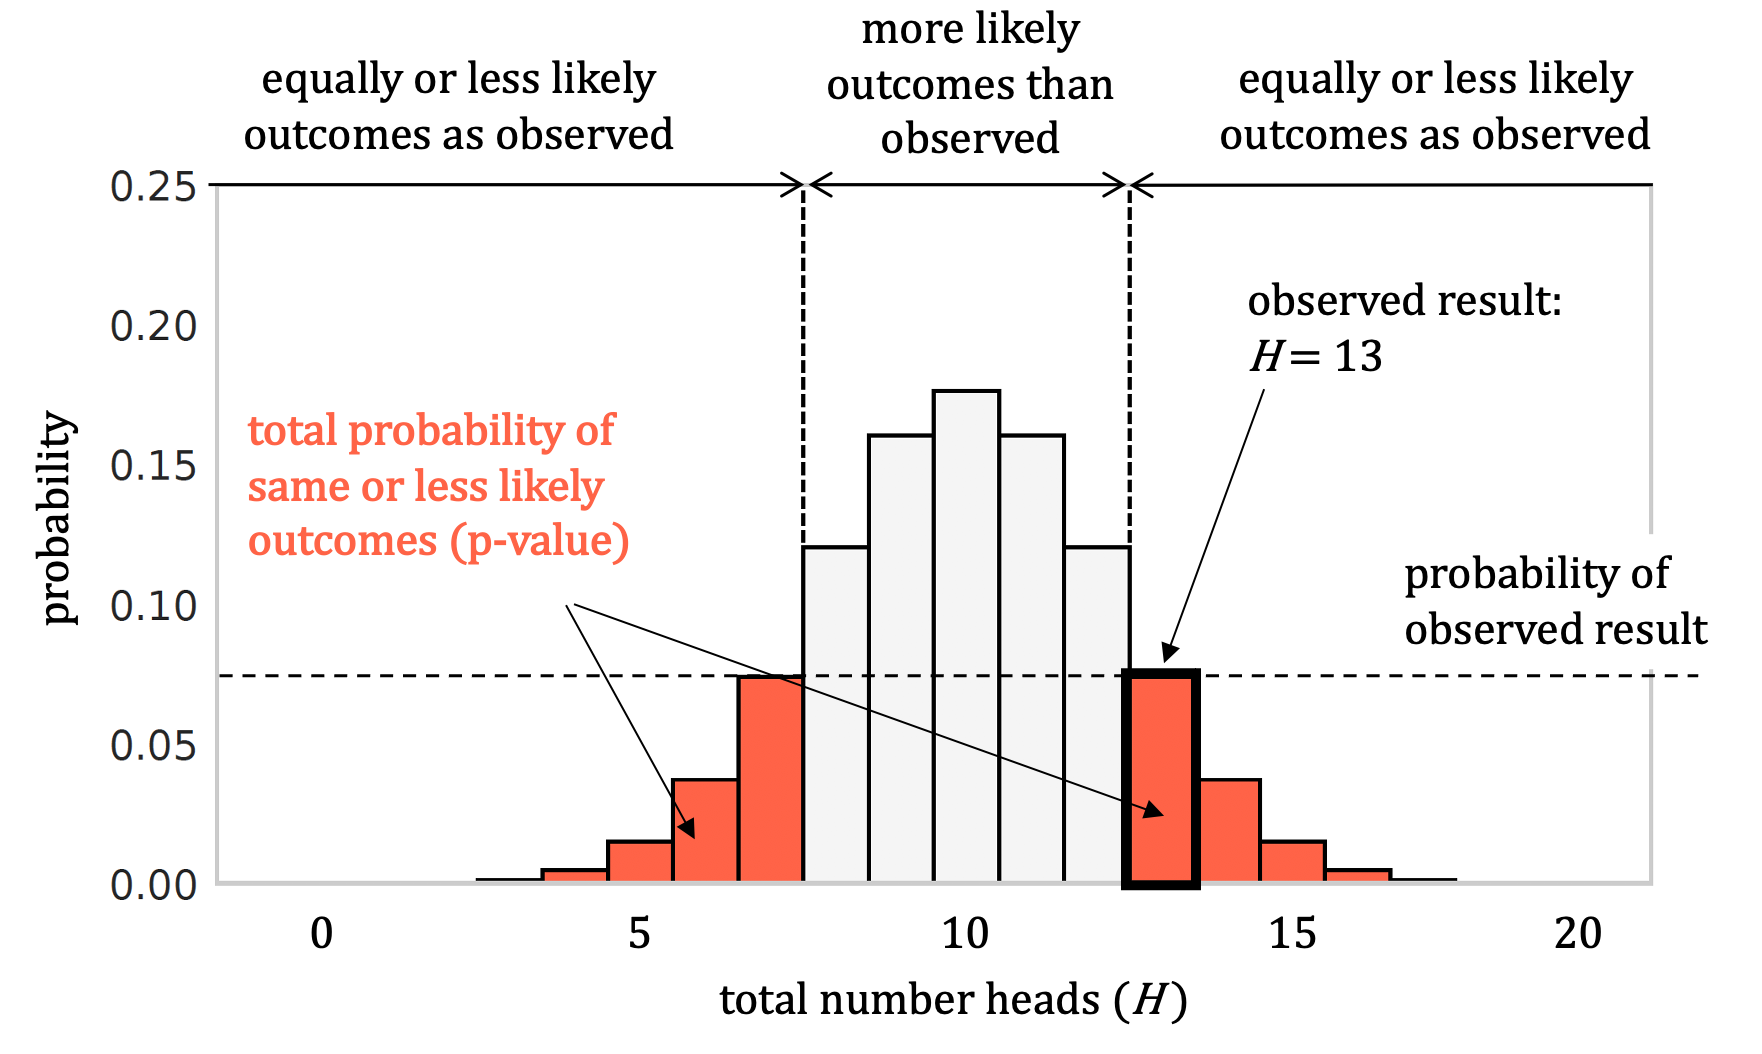 more likely
outcomes than
observed
equally or less likely
outcomes as observed
equally or less likely
outcomes as observed
0.25
0.20
0.15
0.10
0.05
0.00
probability
observed result:
H = 13
total probability of
same or less likely
outcomes (p-value)
probability of
observed result
0 5 10 15 20
total number heads (H)